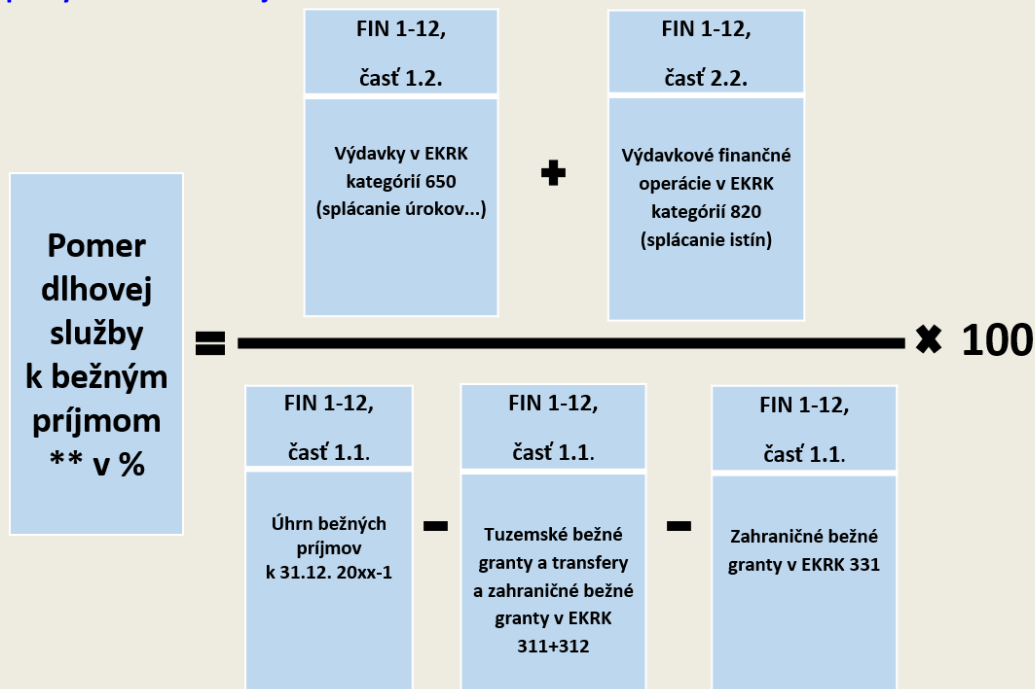 FIN 1-12,
časť 1.2.
Výdavky v EKRK
kategórií 650
(splácanie úrokov...)
+
FIN 1-12,
časť 2.2.
Výdavkové finančné
operácie v EKRK
kategórií 820
(splácanie istín)
Pomer
dlhovej
služby
k bežným
príjmom
** v %
=
✖ 100
FIN 1-12,
časť 1.1.
Úhrn bežných
príjmov
k 31.12. 20xx-1
-
FIN 1-12,
časť 1.1.
Tuzemské bežné
granty a transfery
a zahraničné bežné
granty v EKRK
311+312
-
FIN 1-12,
časť 1.1.
Zahraničné bežné
granty v EKRK 331